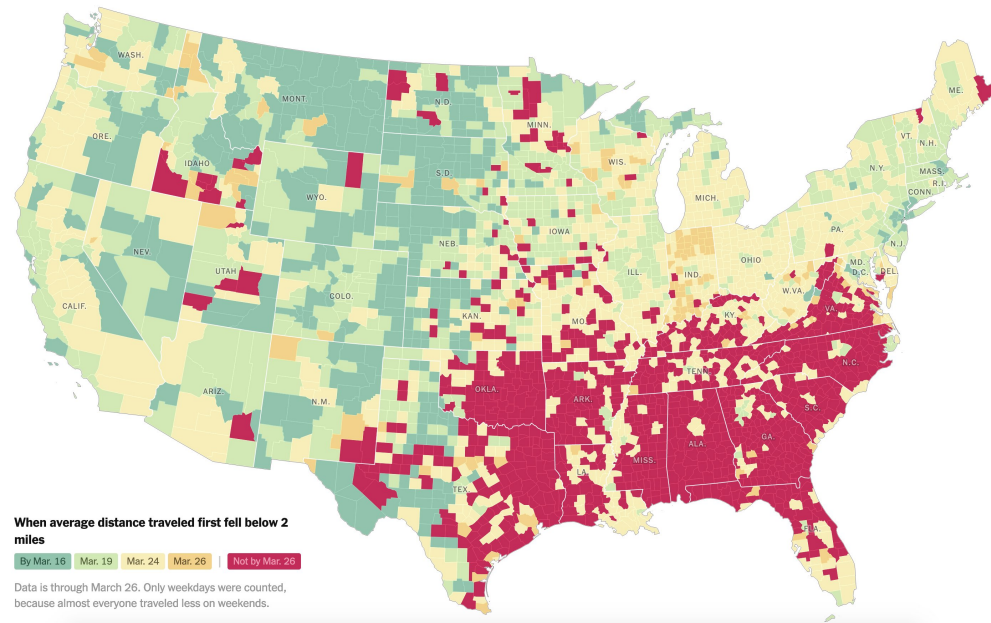 WASH.
MONT.
N.D.
MINN.
ME.
ORE.
IDAHO
WYO.
S.D.
WIS.
MICH.
N.Y.
VT.
N.H.
MASS.
R.I.
CONN.
NEV
UTAH
COLO.
NEB.
IOWA
ILL.
IND.
OHIO
PA.
N.J.
MD.
D.C.
DEL.
W.VA.
VA.
CALIF.
ARIZ.
N.M.
KAN.
MO.
KY.
OKLA.
ARK.
TENN.
N.C.
S.C.
TEX.
LA.
MISS.
ALA.
GA.
FLA.
When average distance traveled first fell below 2
miles
By Mar. 16 Mar. 19 Mar. 24 Mar. 26 | Not by Mar. 26
Data is through March 26. Only weekdays were counted,
because almost everyone traveled less on weekends.